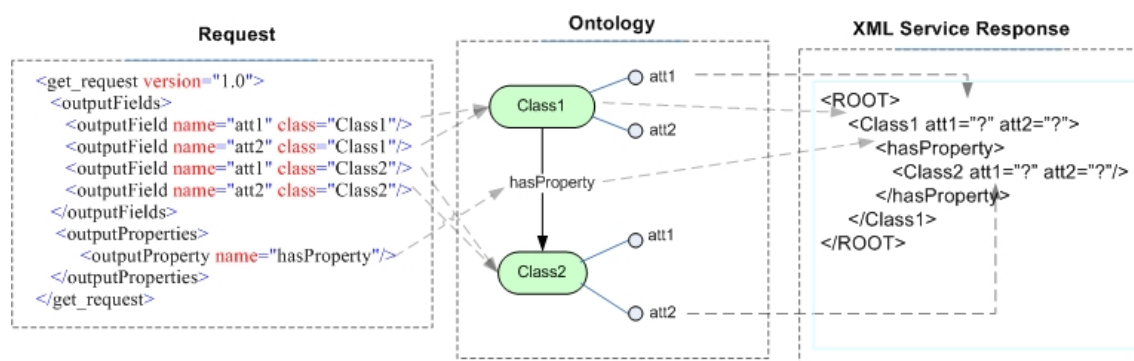 Request
<get_request version="1.0">
<outputFields>
<outputField name="att1" class="Class1"/>
<outputField name="att2" class="Class1"/>
<outputField name="att1" class="Class2"/>
<outputField name="att2" class="Class2"/>
</outputFields>
<outputProperties>
<outputProperty name="hasProperty"/>
</outputProperties>
</get_request>
Ontology
att1
Class1
att2
hasProperty
att1
Class2
att2
XML Service Response
<ROOT>
<Class1 att1="?" att2="?">
<hasProperty>
<Class2 att1="?" att2="?"/>
</hasProperty>
</Class1>
</ROOT>